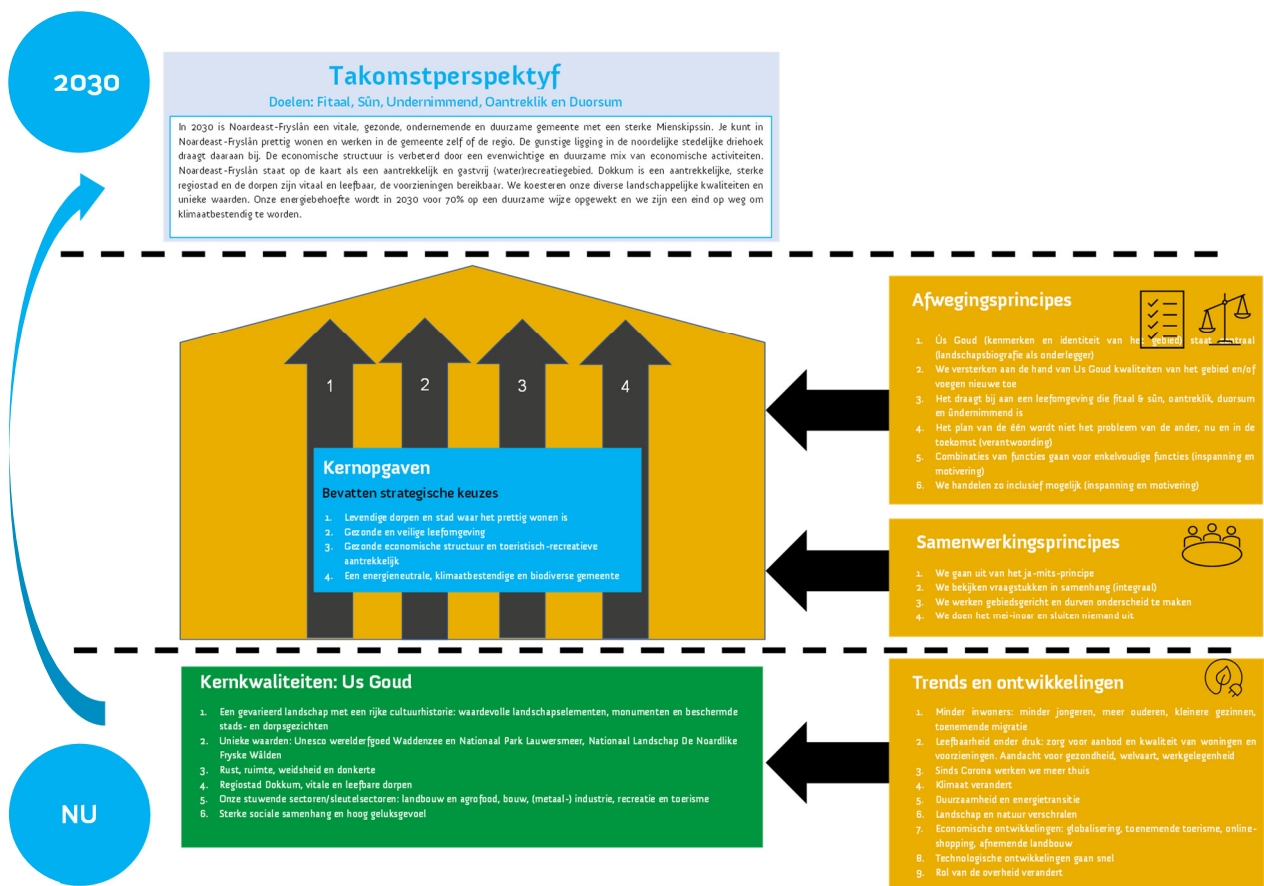 2030
Takomstperspektyf
Doelen: Fitaal, Sûn, Undernimmend, Oantreklik en Duorsum
In 2030 is Noardeast-Fryslân een vitale, gezonde, ondernemende en duurzame gemeente met een sterke Mienskipssin. Je kunt in
Noardeast-Fryslân prettig wonen en werken in de gemeente zelf of de regio. De gunstige ligging in de noordelijke stedelijke driehoek
draagt daaraan bij. De economische structuur is verbeterd door een evenwichtige en duurzame mix van economische activiteiten.
Noardeast-Fryslân staat op de kaart als een aantrekkelijk en gastvrij (water)recreatiegebied. Dokkum is een aantrekkelijke, sterke
regiostad en de dorpen zijn vitaal en leefbaar, de voorzieningen bereikbaar. We koesteren onze diverse landschappelijke kwaliteiten en
unieke waarden. Onze energiebehoefte wordt in 2030 voor 70% op een duurzame wijze opgewekt en we zijn een eind op weg om
klimaatbestendig te worden.
1
2
3
4
Kernopgaven
Bevatten strategische keuzes
1. Levendige dorpen en stad waar het prettig wonen is
2. Gezonde en veilige leefomgeving
3. Gezonde economische structuur en toeristisch-recreatieve
aantrekkelijk
4. Een energieneutrale, klimaatbestendige en biodiverse gemeente
Afwegingsprincipes
1. Ús Goud (kenmerken en identiteit van het gebied) staat centraal
(landschapsbiografie als onderlegger)
2. We versterken aan de hand van Us Goud kwaliteiten van het gebied en/of
voegen nieuwe toe
3. Het draagt bij aan een leefomgeving die fitaal & sûn, oantreklik, duorsum
en ûndernimmend is
4. Het plan van de één wordt niet het probleem van de ander, nu en in de
toekomst (verantwoording)
5. Combinaties van functies gaan voor enkelvoudige functies (inspanning en
motivering)
6. We handelen zo inclusief mogelijk (inspanning en motivering)
Samenwerkingsprincipes
1. We gaan uit van het ja-mits-principe
2. We bekijken vraagstukken in samenhang (integraal)
3. We werken gebiedsgericht en durven onderscheid te maken
4. We doen het mei-inoar en sluiten niemand uit
Kernkwaliteiten: Us Goud
1. Een gevarieerd landschap met een rijke cultuurhistorie: waardevolle landschapselementen, monumenten en beschermde
stads- en dorpsgezichten
2. Unieke waarden: Unesco werelderfgoed Waddenzee en Nationaal Park Lauwersmeer, Nationaal Landschap De Noardlike
Fryske Wâlden
3. Rust, ruimte, weidsheid en donkerte
4. Regiostad Dokkum, vitale en leefbare dorpen
5. Onze stuwende sectoren/sleutelsectoren: landbouw en agrofood, bouw, (metaal-) industrie, recreatie en toerisme
6. Sterke sociale samenhang en hoog geluksgevoel
Trends en ontwikkelingen
1. Minder inwoners: minder jongeren, meer ouderen, kleinere gezinnen,
toenemende migratie
2. Leefbaarheid onder druk: zorg voor aanbod en kwaliteit van woningen en
voorzieningen. Aandacht voor gezondheid, welvaart, werkgelegenheid
3. Sinds Corona werken we meer thuis
4. Klimaat verandert
5. Duurzaamheid en energietransitie
6. Landschap en natuur verschralen
7. Economische ontwikkelingen: globalisering, toenemende toerisme, online-
shopping, afnemende landbouw
8. Technologische ontwikkelingen gaan snel
9. Rol van de overheid verandert
NU